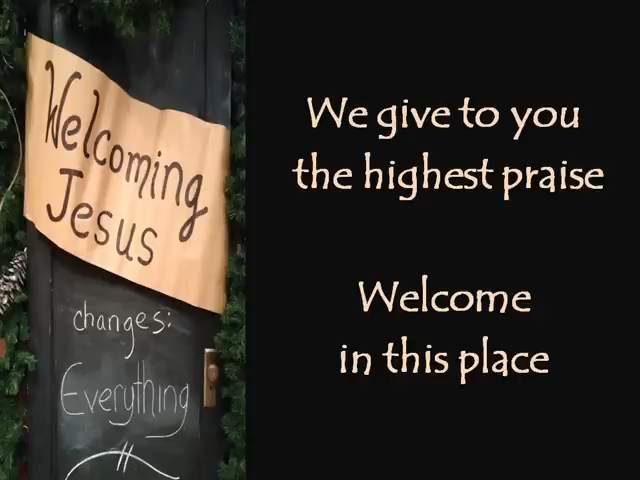 Welcoming
Jesus
changes:
Everything
We give to you
the highest praise
Welcome
in this place